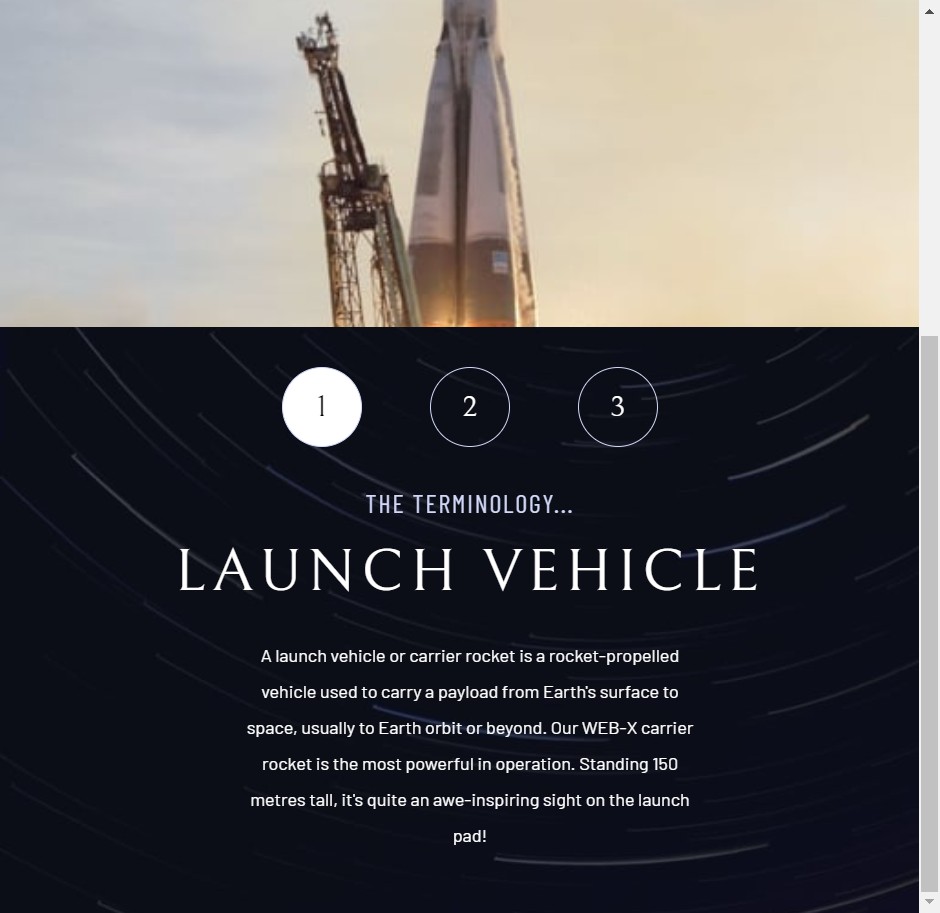 1 2 3
THE TERMINOLOGY...
LAUNCH VEHICLE
A launch vehicle or carrier rocket is a rocket-propelled
vehicle used to carry a payload from Earth's surface to
space, usually to Earth orbit or beyond. Our WEB-X carrier
rocket is the most powerful in operation. Standing 150
metres tall, it's quite an awe-inspiring sight on the launch
pad!